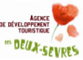 AGENCE
DE DÉVELOPPEMENT
TOURISTIQUE
DES DEUX-SÈVRES